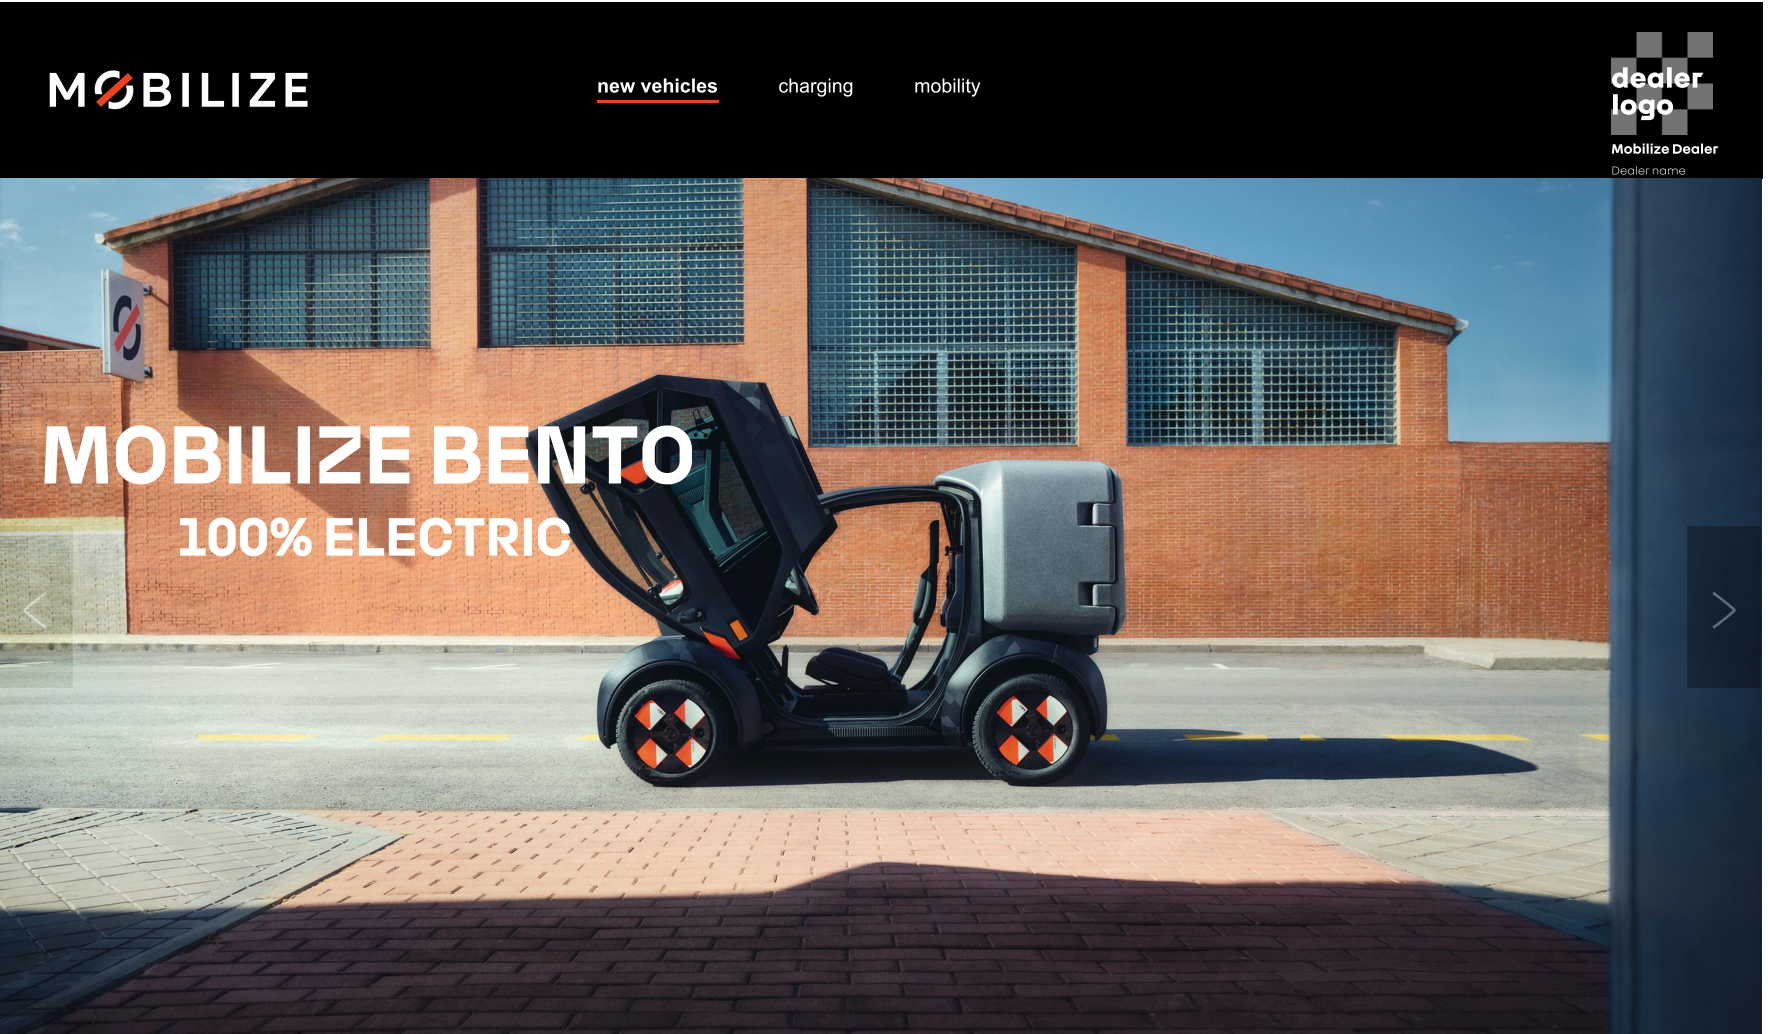 MOBILIZE
new vehicles
charging
mobility
dealer
logo
Mobilize Dealer
Dealer name
MOBILIZE BENTO
100% ELECTRIC